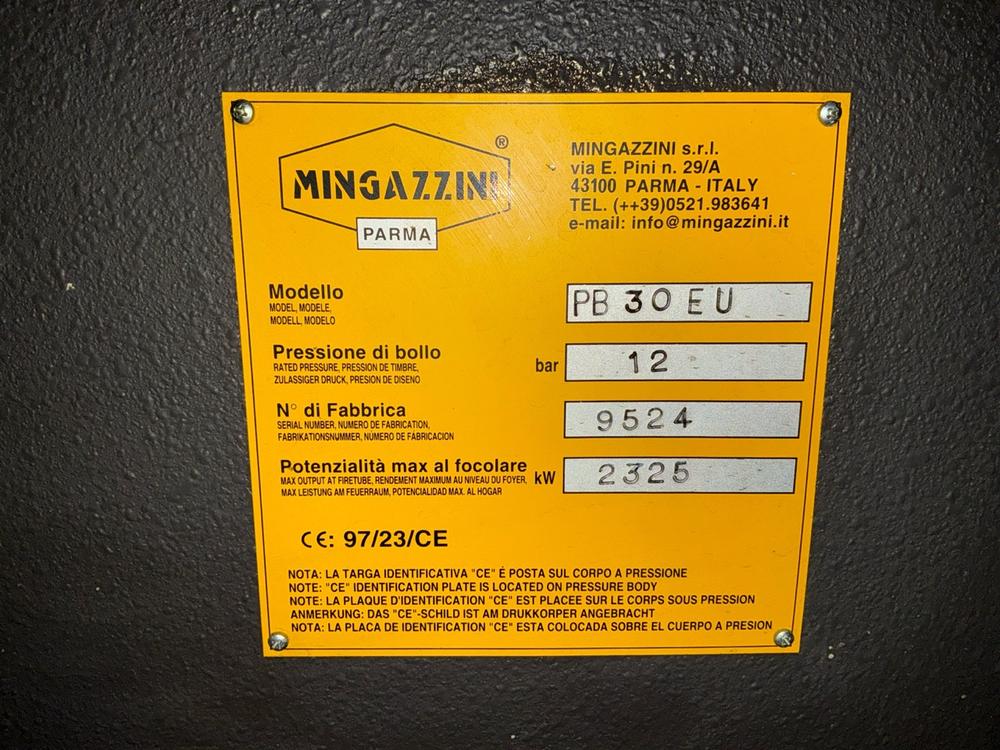 MINGAZZINI ®
PARMA
MINGAZZINI s.r.l.
via E. Pini n. 29/A
43100 PARMA - ITALY
TEL. (++39)0521.983641
e-mail: info@mingazzini.it
Modello
MODEL, MODELE,
MODELL, MODELO
PB 30 EU
Pressione di bollo
RATED PRESSURE, PRESSION DE TIMBRE,
ZULASSIGER DRUCK, PRESION DE DISENO
bar 12
N° di Fabbrica
SERIAL NUMBER, NUMERO DE FABRICATION,
FABRIKATIONSNUMMER, NUMERO DE FABRICACION
9524
Potenzialità max al focolare
MAX OUTPUT AT FIRETUBE, RENDEMENT MAXIMUM AU NIVEAU DU FOYER,
MAX LEISTUNG AM FEUERRAUM, POTENCIALIDAD MAX. AL HOGAR
kW 2325
CE: 97/23/CE
NOTA: LA TARGA IDENTIFICATIVA "CE" É POSTA SUL CORPO A PRESSIONE
NOTE: "CE" IDENTIFICATION PLATE IS LOCATED ON PRESSURE BODY
NOTE: LA PLAQUE D'IDENTIFICATION "CE" EST PLACEE SUR LE CORPS SOUS PRESSION
ANMERKUNG: DAS "CE"-SCHILD IST AM DRUKKORPER ANGEBRACHT
NOTA: LA PLACA DE IDENTIFICATION "CE" ESTA COLOCADA SOBRE EL CUERPO A PRESION